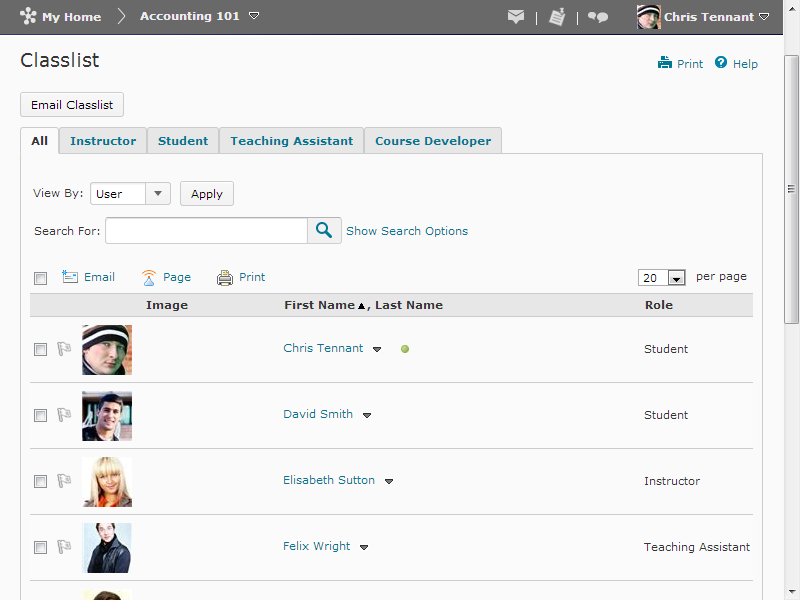 My Home Accounting 101 Chris Tennant
Classlist
Print Help
Email Classlist
All Instructor Student Teaching Assistant Course Developer
View By: User Apply
Search For: Show Search Options
Email Page Print 20 per page
Image First Name , Last Name Role
Chris Tennant Student
David Smith Student
Elisabeth Sutton Instructor
Felix Wright Teaching Assistant